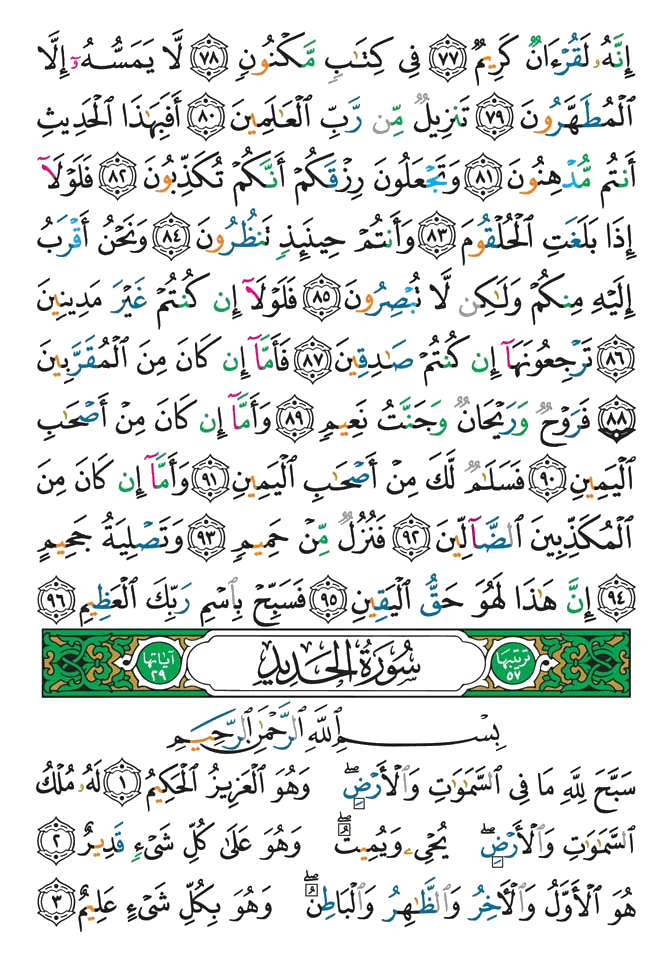 إِنَّهُۥ لَقُرْءَانٌ كَرِيمٌ ٧٧ فِى كِتَٰبٍ مَّكْنُونٍ ٧٨ لَّا يَمَسُّهُۥٓ إِلَّا
ٱلْمُطَهَّرُونَ ٧٩ تَنزِيلٌ مِّن رَّبِّ ٱلْعَٰلَمِينَ ٨٠ أَفَبِهَٰذَا ٱلْحَدِيثِ
أَنتُم مُّدْهِنُونَ ٨١ وَتَجْعَلُونَ رِزْقَكُمْ أَنَّكُمْ تُكَذِّبُونَ ٨٢ فَلَوْلَآ
إِذَا بَلَغَتِ ٱلْحُلْقُومَ ٨٣ وَأَنتُمْ حِينَئِذٍ تَنظُرُونَ ٨٤ وَنَحْنُ أَقْرَبُ
إِلَيْهِ مِنكُمْ وَلَٰكِن لَّا تُبْصِرُونَ ٨٥ فَلَوْلَآ إِن كُنتُمْ غَيْرَ مَدِينِينَ
٨٦ تَرْجِعُونَهَآ إِن كُنتُمْ صَٰدِقِينَ ٨٧ فَأَمَّآ إِن كَانَ مِنَ ٱلْمُقَرَّبِينَ
٨٨ فَرَوْحٌ وَرَيْحَانٌ وَجَنَّتُ نَعِيمٍ ٨٩ وَأَمَّآ إِن كَانَ مِنْ أَصْحَٰبِ
ٱلْيَمِينِ ٩٠ فَسَلَٰمٌ لَّكَ مِنْ أَصْحَٰبِ ٱلْيَمِينِ ٩١ وَأَمَّآ إِن كَانَ مِنَ
ٱلْمُكَذِّبِينَ ٱلضَّآلِّينَ ٩٢ فَنُزُلٌ مِّنْ حَمِيمٍ ٩٣ وَتَصْلِيَةُ جَحِيمٍ
٩٤ إِنَّ هَٰذَا لَهُوَ حَقُّ ٱلْيَقِينِ ٩٥ فَسَبِّحْ بِٱسْمِ رَبِّكَ ٱلْعَظِيمِ ٩٦
ترتيبها ٥٧ سُورَةُ الحَدِيدِ آياتها ٢٩
بِسْمِ ٱللَّهِ ٱلرَّحْمَٰنِ ٱلرَّحِيمِ
سَبَّحَ لِلَّهِ مَا فِى ٱلسَّمَٰوَٰتِ وَٱلْأَرْضِۖ وَهُوَ ٱلْعَزِيزُ ٱلْحَكِيمُ ١ لَهُۥ مُلْكُ
ٱلسَّمَٰوَٰتِ وَٱلْأَرْضِۖ يُحْىِۦ وَيُمِيتُۖ وَهُوَ عَلَىٰ كُلِّ شَىْءٍ قَدِيرٌ ٢
هُوَ ٱلْأَوَّلُ وَٱلْءَاخِرُ وَٱلظَّٰهِرُ وَٱلْبَاطِنُۖ وَهُوَ بِكُلِّ شَىْءٍ عَلِيمٌ ٣